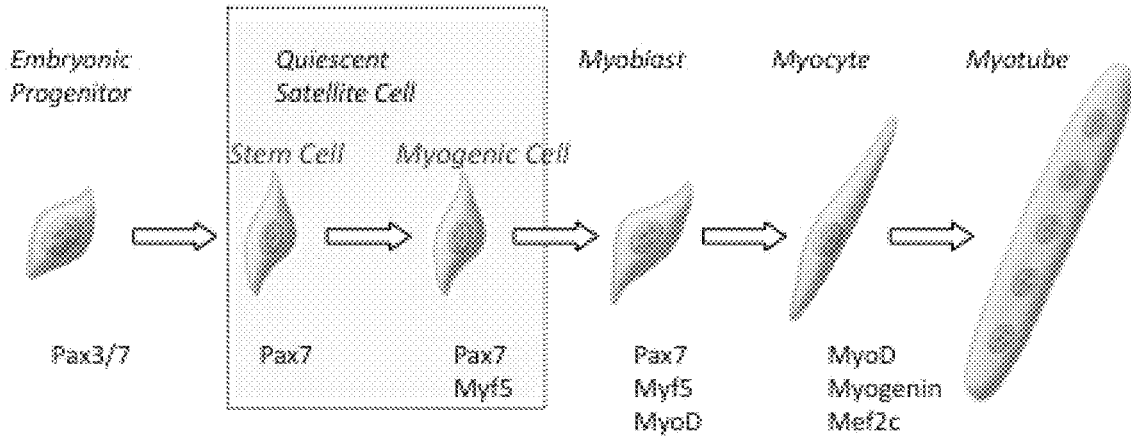 Embryonic
Progenitor
Quiescent
Satellite Cell
Stem Cell
Myogenic Cell
Myoblast
Myocyte
Myotube
Pax3/7
Pax7
Pax7
Myf5
Pax7
Myf5
MyoD
MyoD
Myogenin
Mef2c